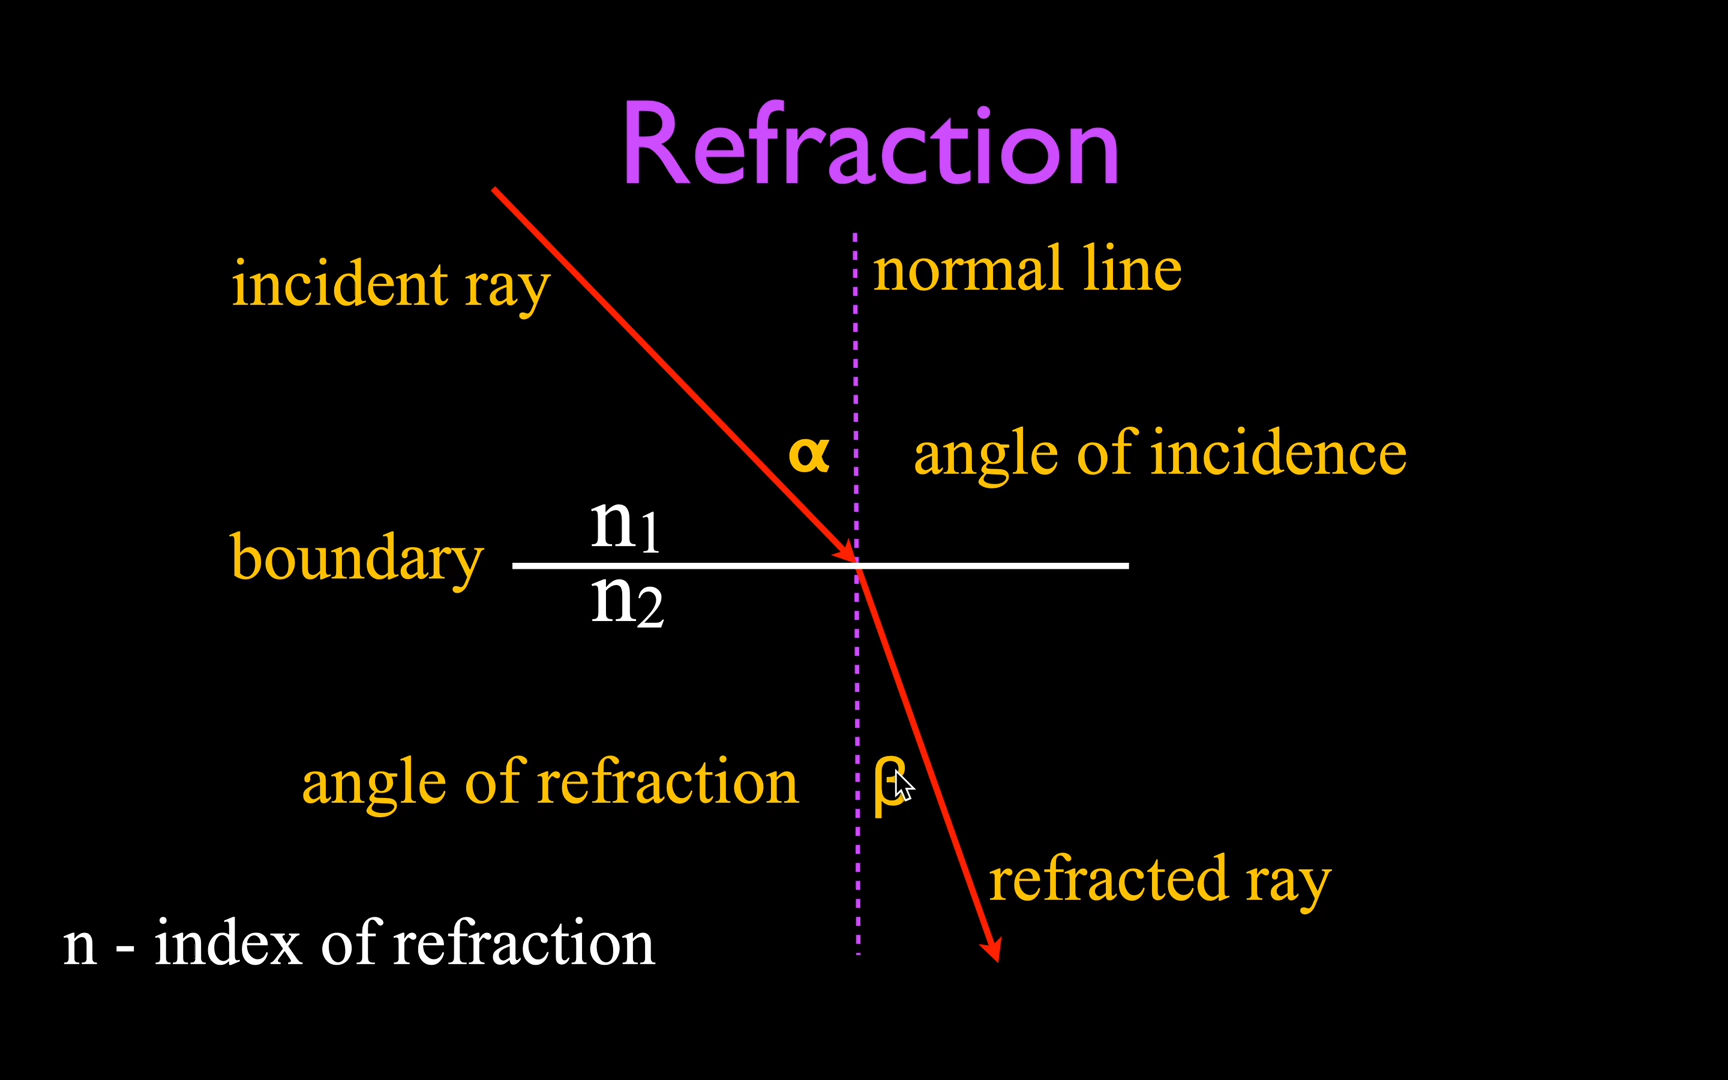 Refraction
incident ray
normal line
α
angle of incidence
n₁
boundary
n₂
angle of refraction
β
refracted ray
n - index of refraction